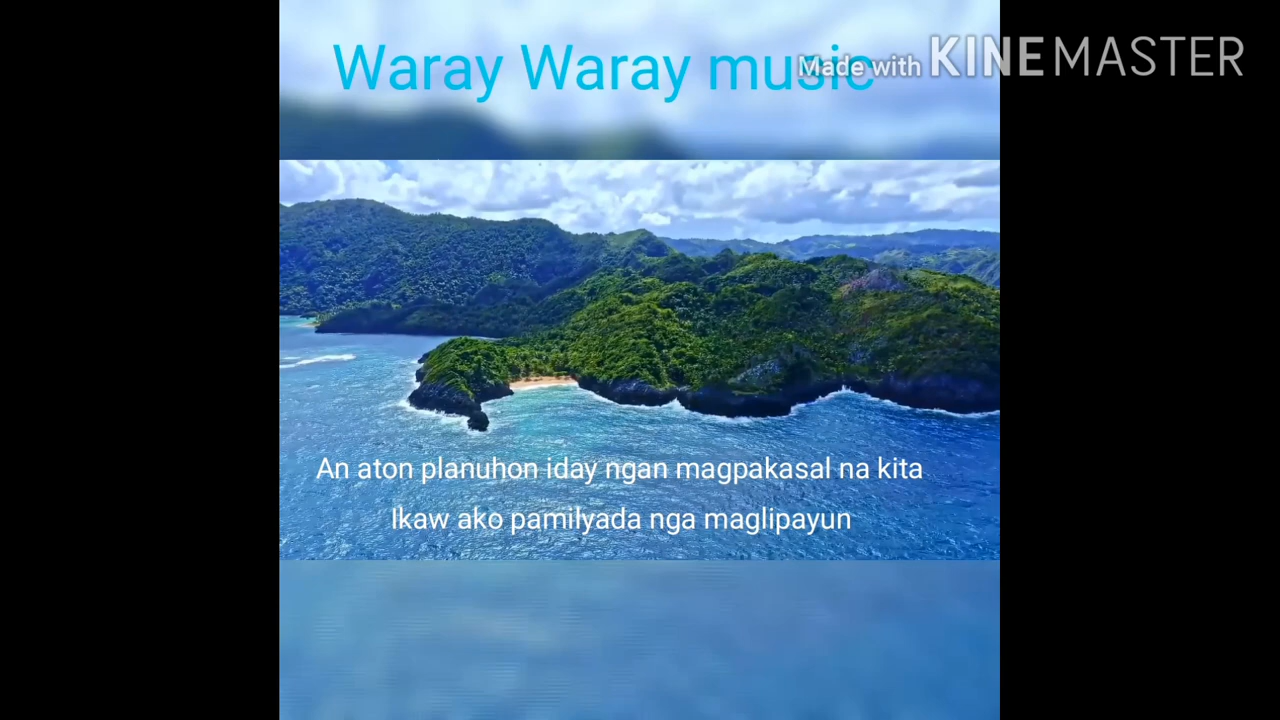 Waray Waray music
Made with KINEMASTER
An aton planuhon iday ngan magpakasal na kita
Ikaw ako pamilyada nga maglipayun